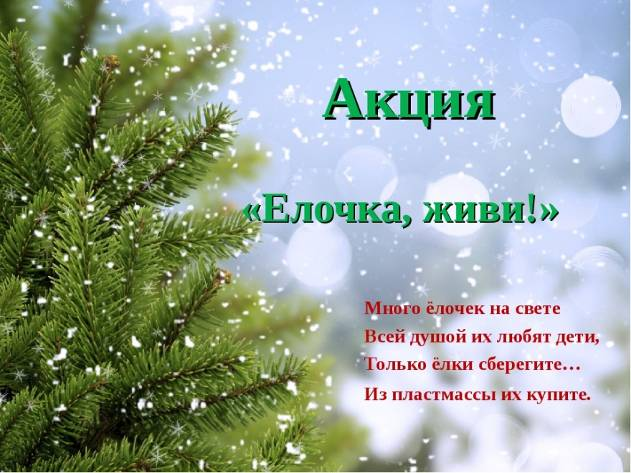 Акция
«Елочка, живи!»
Много ёлочек на свете
Всей душой их любят дети,
Только ёлки сберегите…
Из пластмассы их купите.